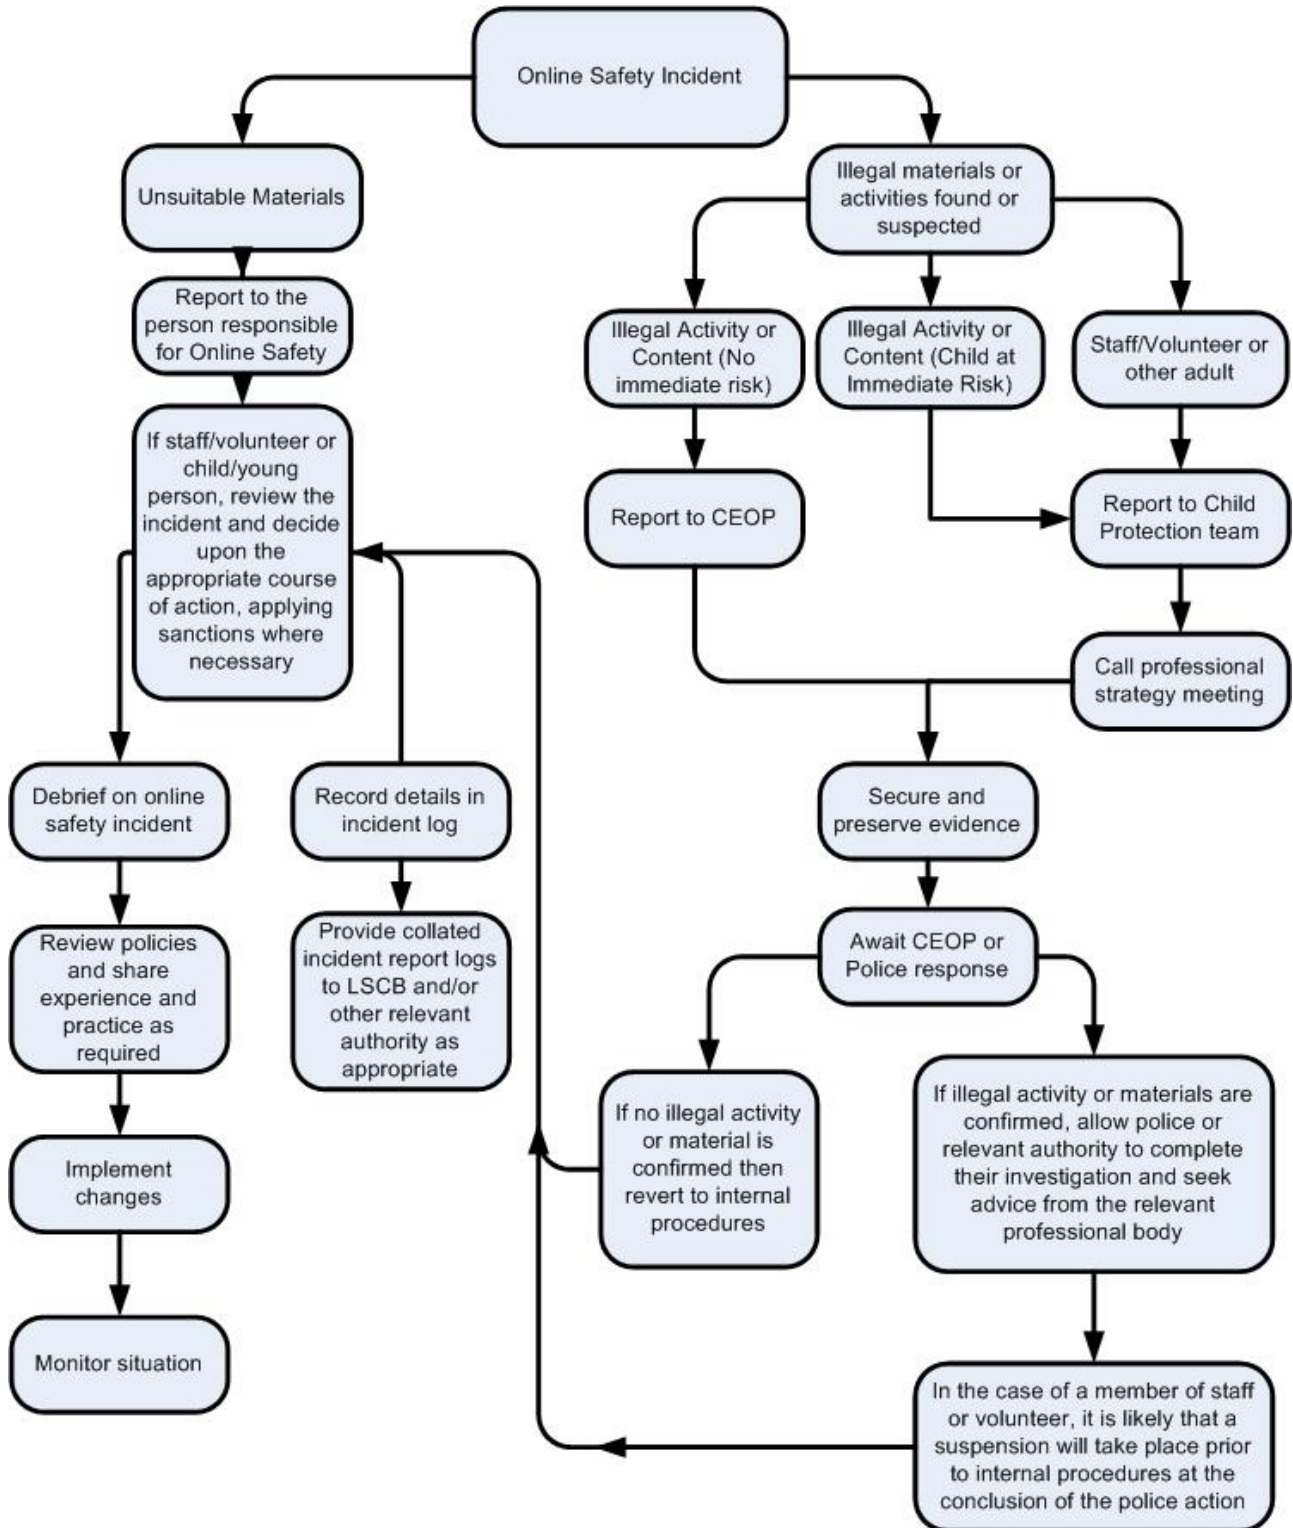 Online Safety Incident
Unsuitable Materials
Report to the
person responsible
for Online Safety
If staff/volunteer or
child/young
person, review the
incident and decide
upon the
appropriate course
of action, applying
sanctions where
necessary
Debrief on online
safety incident
Review policies
and share
experience and
practice as
required
Implement
changes
Monitor situation
Record details in
incident log
Provide collated
incident report logs
to LSCB and/or
other relevant
authority as
appropriate
Illegal materials or
activities found or
suspected
Illegal Activity or
Content (No
immediate risk)
Illegal Activity or
Content (Child at
Immediate Risk)
Staff/Volunteer or
other adult
Report to CEOP
Report to Child
Protection team
Call professional
strategy meeting
Secure and
preserve evidence
Await CEOP or
Police response
If no illegal activity
or material is
confirmed then
revert to internal
procedures
If illegal activity or materials are
confirmed, allow police or
relevant authority to complete
their investigation and seek
advice from the relevant
professional body
In the case of a member of staff
or volunteer, it is likely that a
suspension will take place prior
to internal procedures at the
conclusion of the police action